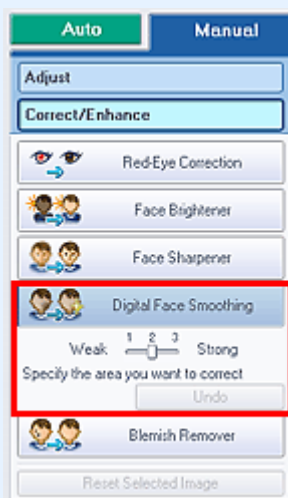 Auto Manual
Adjust
Correct/Enhance
Red-Eye Correction
Face Brightener
Face Sharpener
Digital Face Smoothing
1 2 3
Weak Strong
Specify the area you want to correct
Undo
Blemish Remover
Reset Selected Image